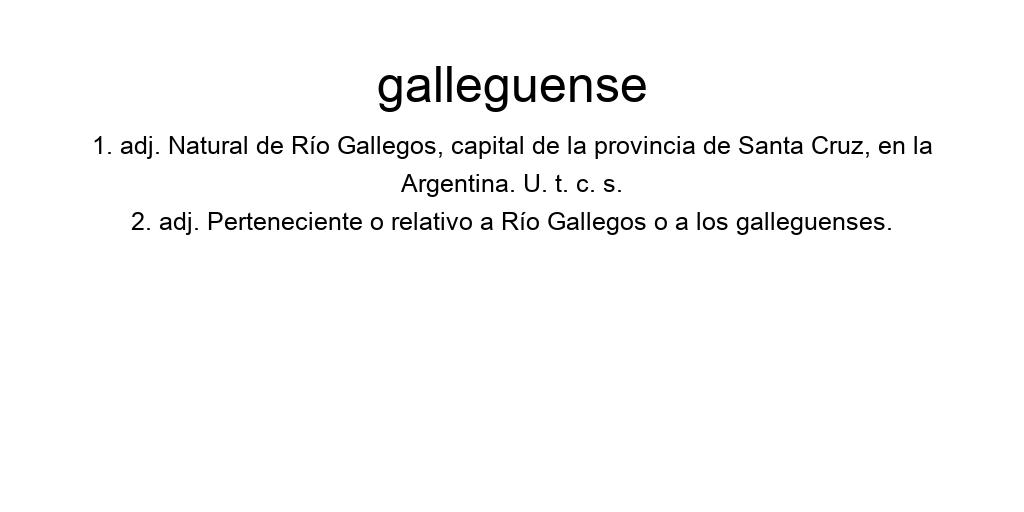 galleguense
1. adj. Natural de Río Gallegos, capital de la provincia de Santa Cruz, en la
Argentina. U. t. c. s.
2. adj. Perteneciente o relativo a Río Gallegos o a los galleguenses.